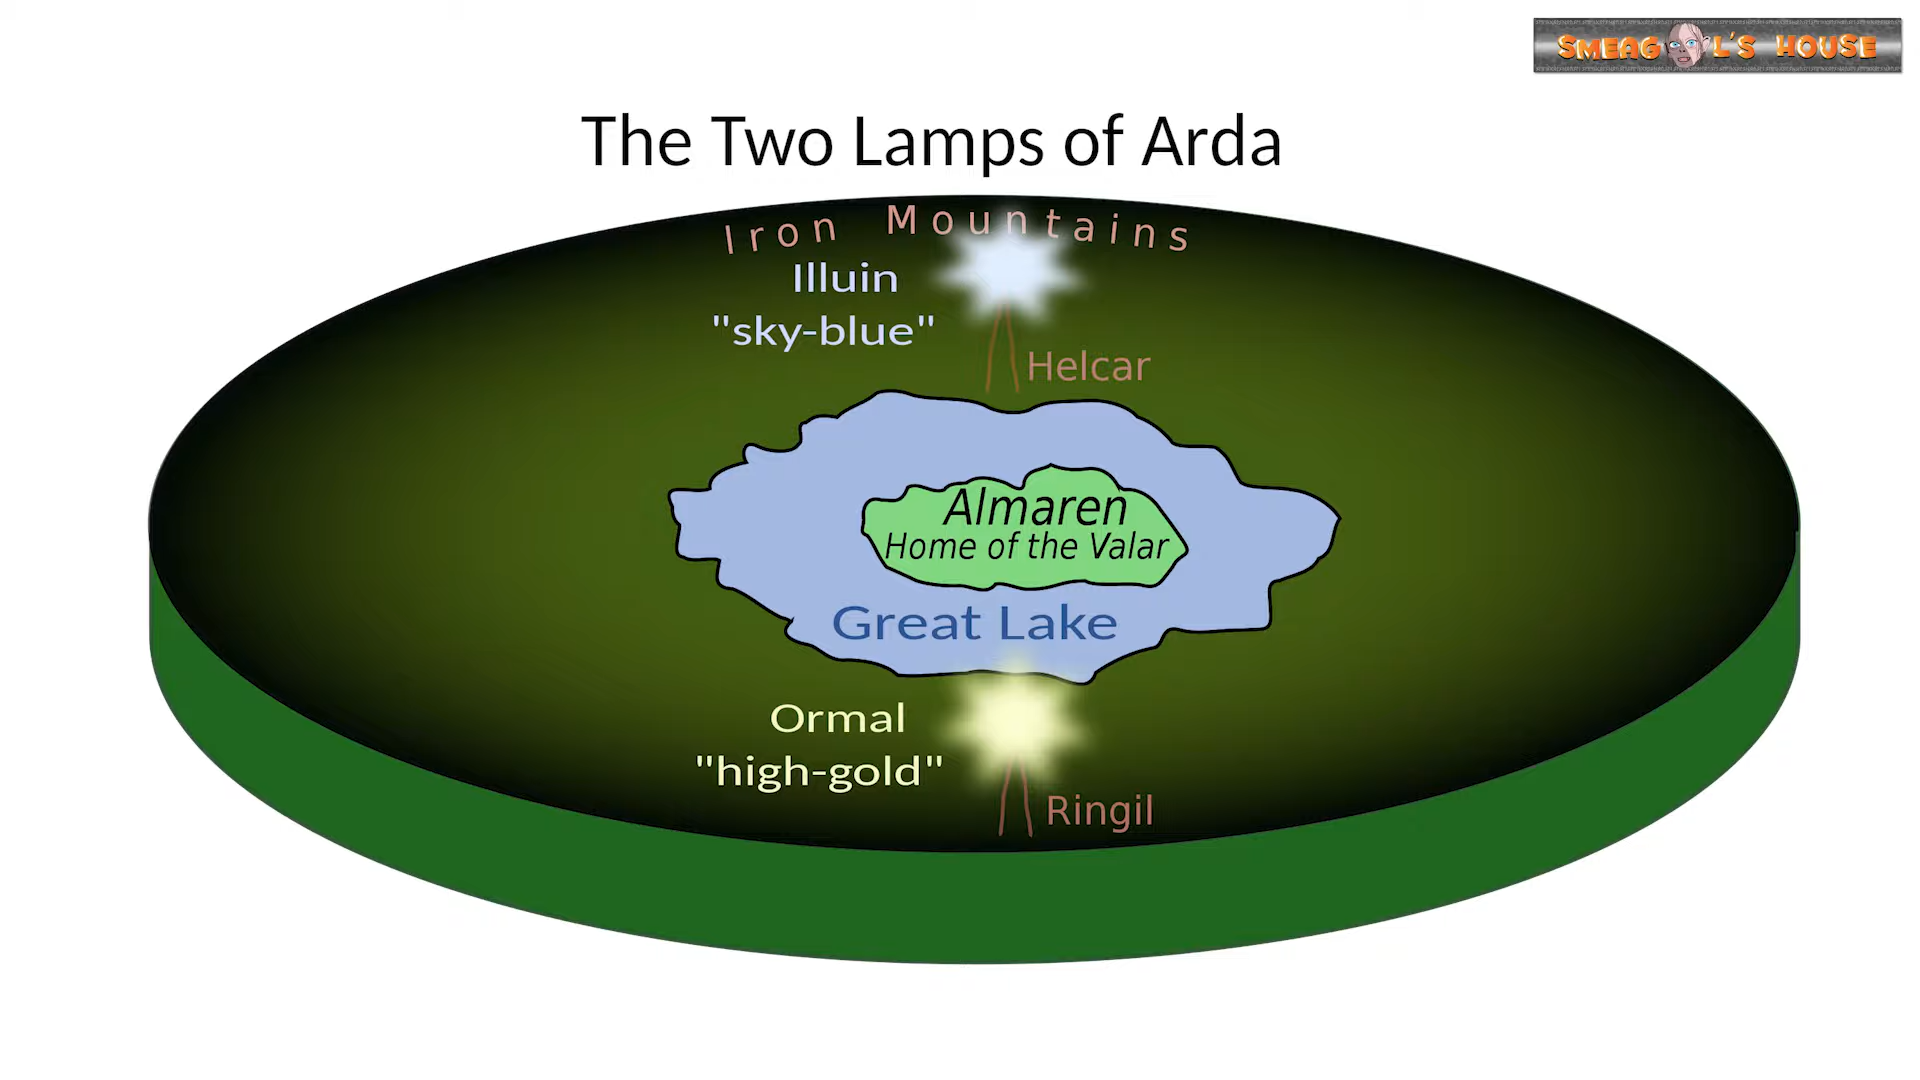 SMEAGOL'S HOUSE
The Two Lamps of Arda
Iron Mountains
Illuin
"sky-blue"
Helcar
Almaren
Home of the Valar
Great Lake
Ormal
"high-gold"
Ringil